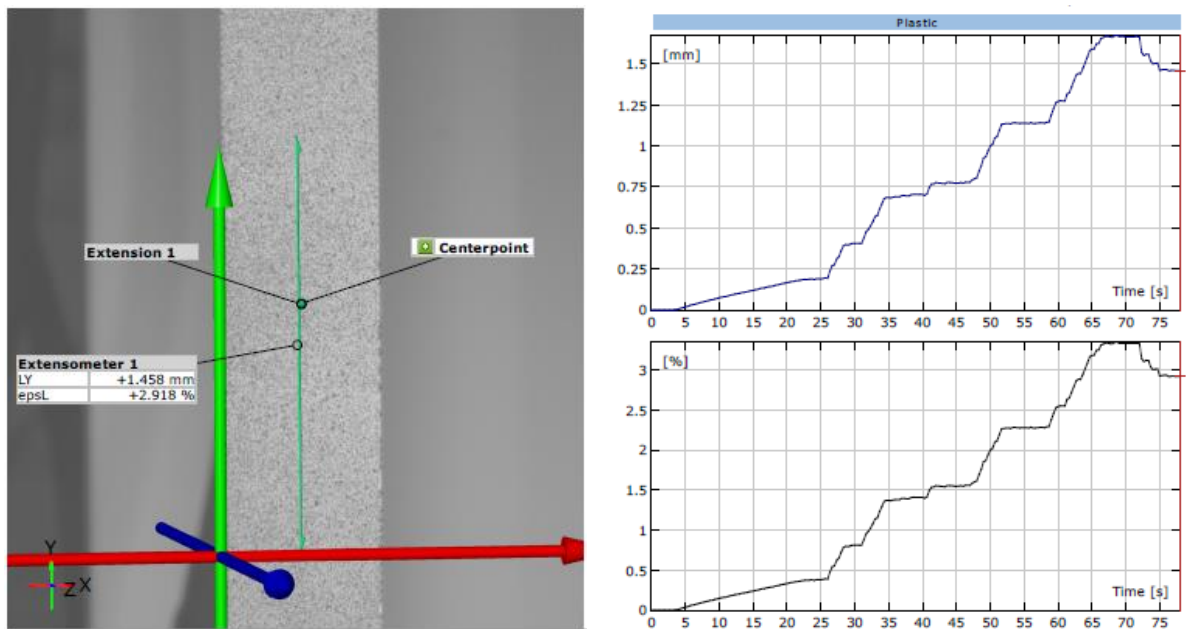 Extension 1
Centerpoint
Extensometer 1
LY +1.458 mm
epsL +2.918 %
Y
Z X
Plastic
[mm]
1.5
1.25
1
0.75
0.5
0.25
0
Time [s]
0 5 10 15 20 25 30 35 40 45 50 55 60 65 70 75
[%]
3
2.5
2
1.5
1
0.5
0
Time [s]
0 5 10 15 20 25 30 35 40 45 50 55 60 65 70 75